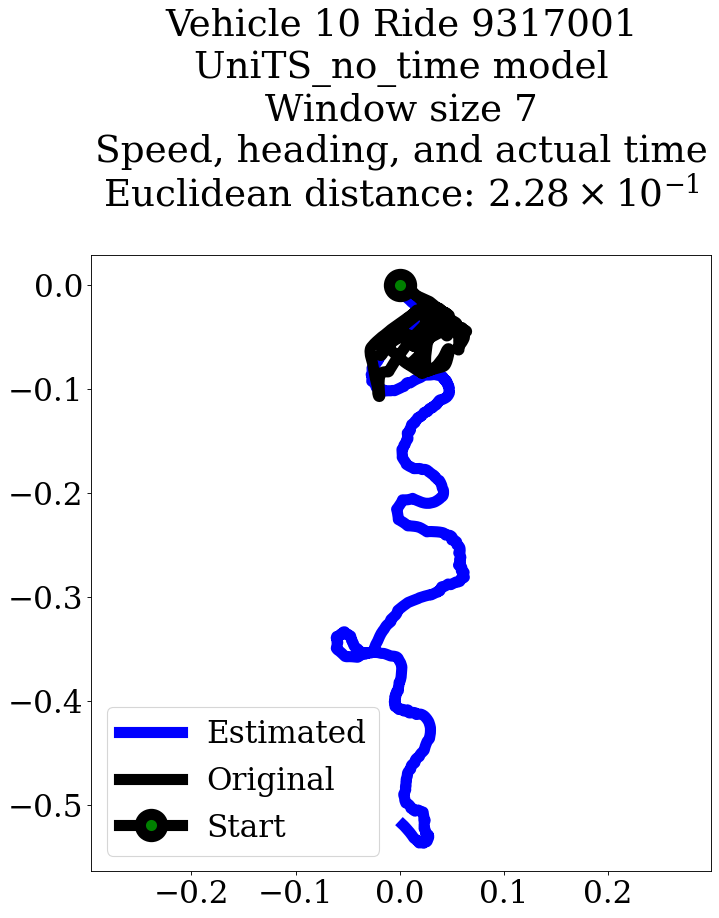 Vehicle 10 Ride 9317001
UniTS_no_time model
Window size 7
Speed, heading, and actual time
Euclidean distance: 2.28 × 10⁻¹
0.0
−0.1
−0.2
−0.3
−0.4
−0.5
Estimated
Original
Start
−0.2 −0.1 0.0 0.1 0.2